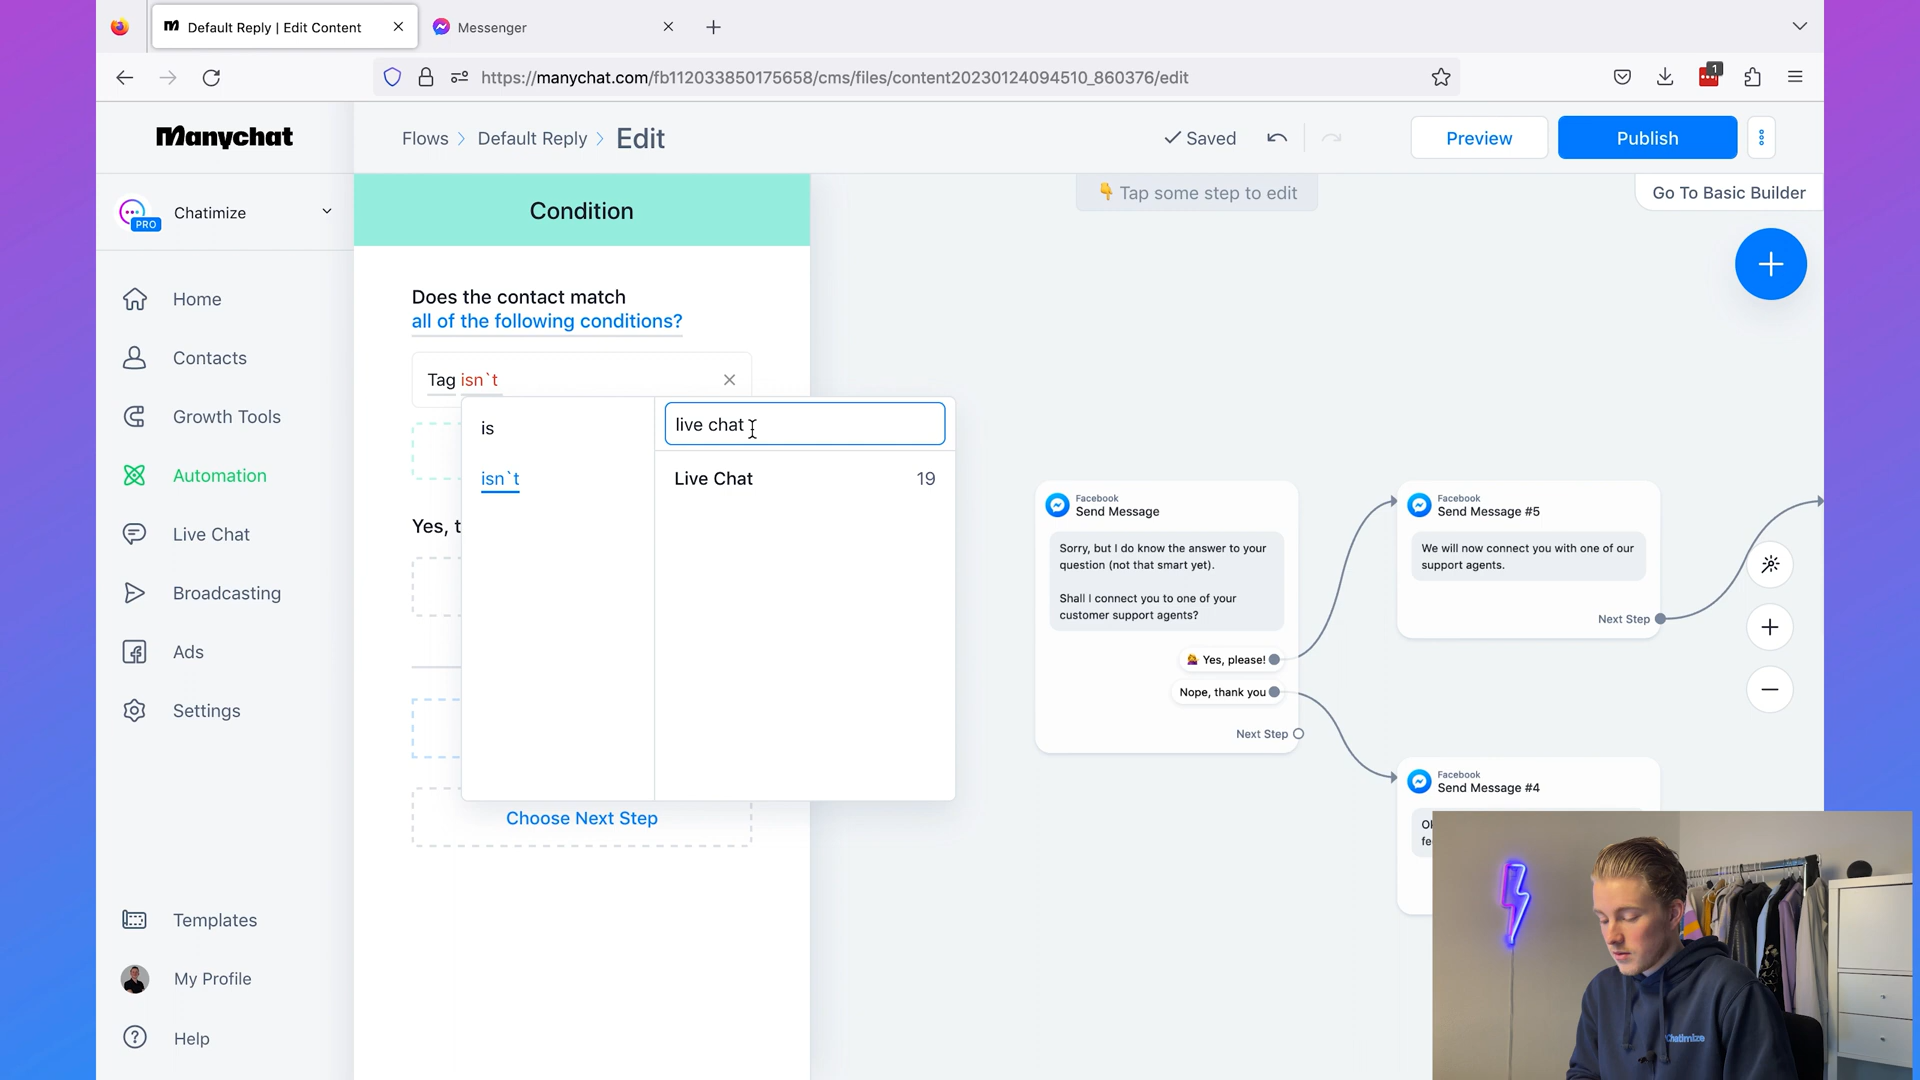 Default Reply | Edit Content
Messenger
https://manychat.com/fb112033850175658/cms/files/content20230124094510_860376/edit
1
Manychat
Flows
Default Reply
Edit
Saved
Preview
Publish
Chatimize
PRO
Home
Contacts
Growth Tools
Automation
Live Chat
Broadcasting
Ads
Settings
Templates
My Profile
Help
Condition
Does the contact match
all of the following conditions?
Tag isn`t
is
isn`t
live chat
Live Chat 19
Yes, t
Choose Next Step
Tap some step to edit
Go To Basic Builder
Facebook
Send Message
Sorry, but I do know the answer to your
question (not that smart yet).
Shall I connect you to one of your
customer support agents?
Yes, please!
Nope, thank you
Next Step
Facebook
Send Message #5
We will now connect you with one of our
support agents.
Next Step
Facebook
Send Message #4
fe
Chatimize